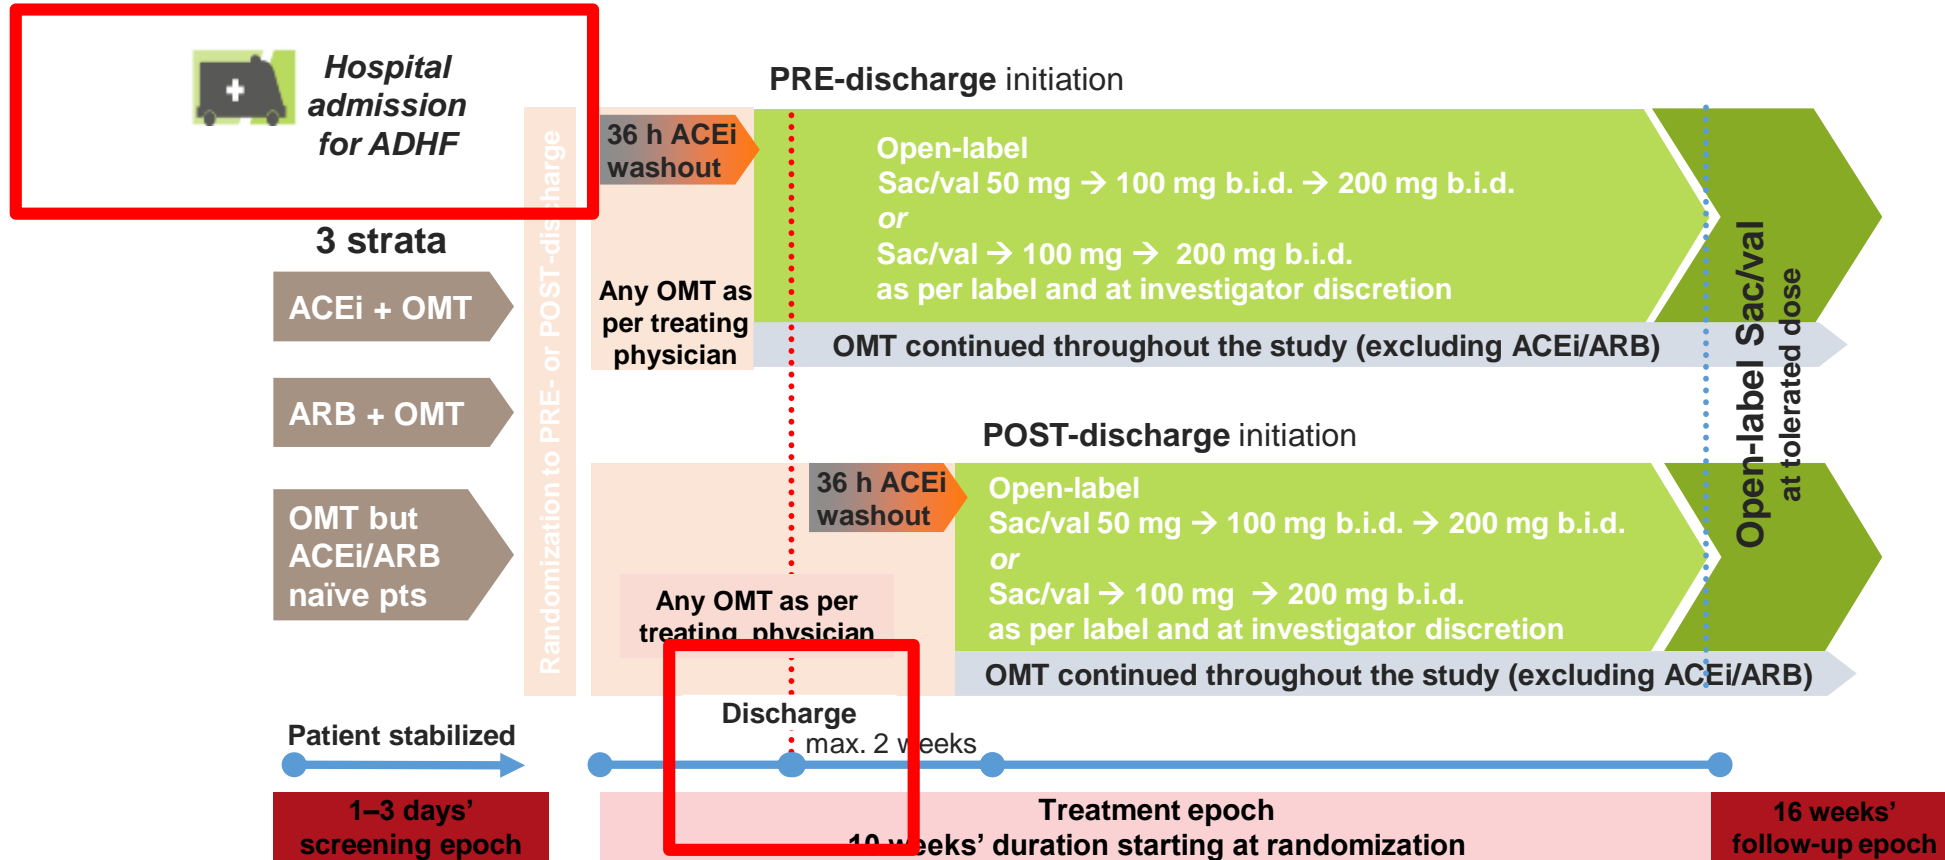 Hospital
admission
for ADHF
3 strata
ACEi + OMT
ARB + OMT
OMT but
ACEi/ARB
naïve pts
Randomization to PRE- or POST-discharge
PRE-discharge initiation
36 h ACEi
washout
Any OMT as
per treating
physician
Open-label
Sac/val 50 mg → 100 mg b.i.d. → 200 mg b.i.d.
or
Sac/val → 100 mg → 200 mg b.i.d.
as per label and at investigator discretion
OMT continued throughout the study (excluding ACEi/ARB)
POST-discharge initiation
36 h ACEi
washout
Any OMT as per
treating physician
Open-label
Sac/val 50 mg → 100 mg b.i.d. → 200 mg b.i.d.
or
Sac/val → 100 mg → 200 mg b.i.d.
as per label and at investigator discretion
OMT continued throughout the study (excluding ACEi/ARB)
Open-label Sac/val
at tolerated dose
Patient stabilized
Discharge
max. 2 weeks
1–3 days’
screening epoch
Treatment epoch
10 weeks’ duration starting at randomization
16 weeks’
follow-up epoch